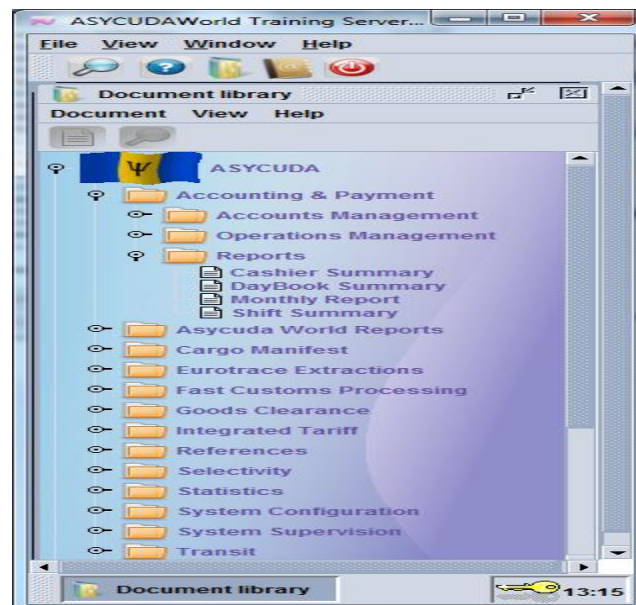 ASYCUDAWorld Training Server...
File View Window Help
Document library
Document View Help
ASYCUDA
Accounting & Payment
Accounts Management
Operations Management
Reports
Cashier Summary
DayBook Summary
Monthly Report
Shift Summary
Asycuda World Reports
Cargo Manifest
Eurotrace Extractions
Fast Customs Processing
Goods Clearance
Integrated Tariff
References
Selectivity
Statistics
System Configuration
System Supervision
Transit
Document library 13:15